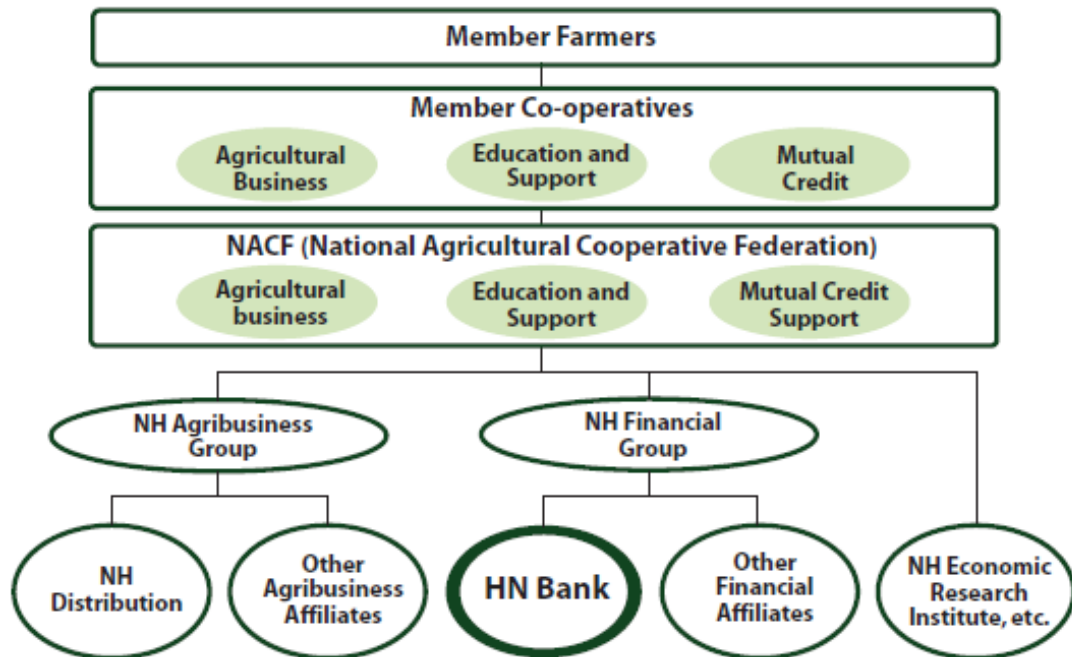 Member Farmers
Member Co-operatives
Agricultural
Business
Education and
Support
Mutual
Credit
NACF (National Agricultural Cooperative Federation)
Agricultural
business
Education and
Support
Mutual Credit
Support
NH Agribusiness
Group
NH Financial
Group
NH
Distribution
Other
Agribusiness
Affiliates
HN Bank
Other
Financial
Affiliates
NH Economic
Research
Institute, etc.